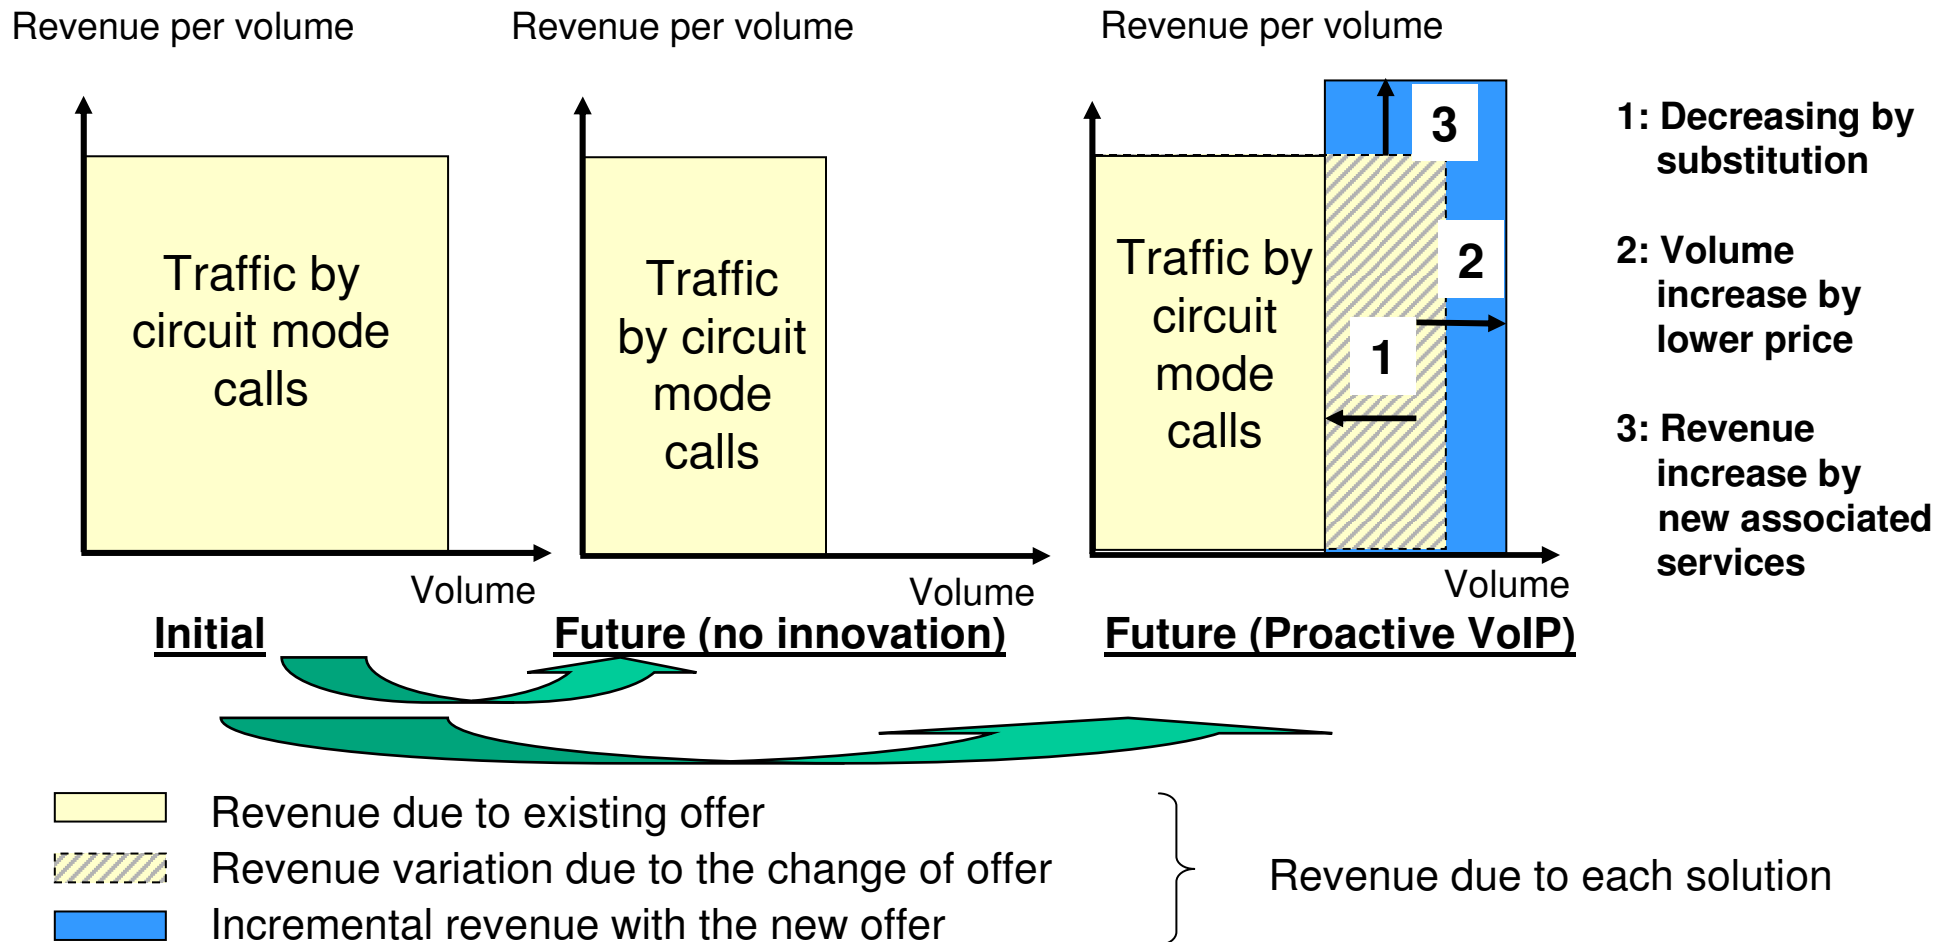 Revenue per volume
Revenue per volume
Revenue per volume
Traffic by
circuit mode
calls
Volume
Traffic
by circuit
mode
calls
Volume
Traffic by
circuit
mode
calls
3
2
1
Volume
1: Decreasing by
substitution
2: Volume
increase by
lower price
3: Revenue
increase by
new associated
services
Initial
Future (no innovation)
Future (Proactive VoIP)
Revenue due to existing offer
Revenue variation due to the change of offer
Incremental revenue with the new offer
Revenue due to each solution